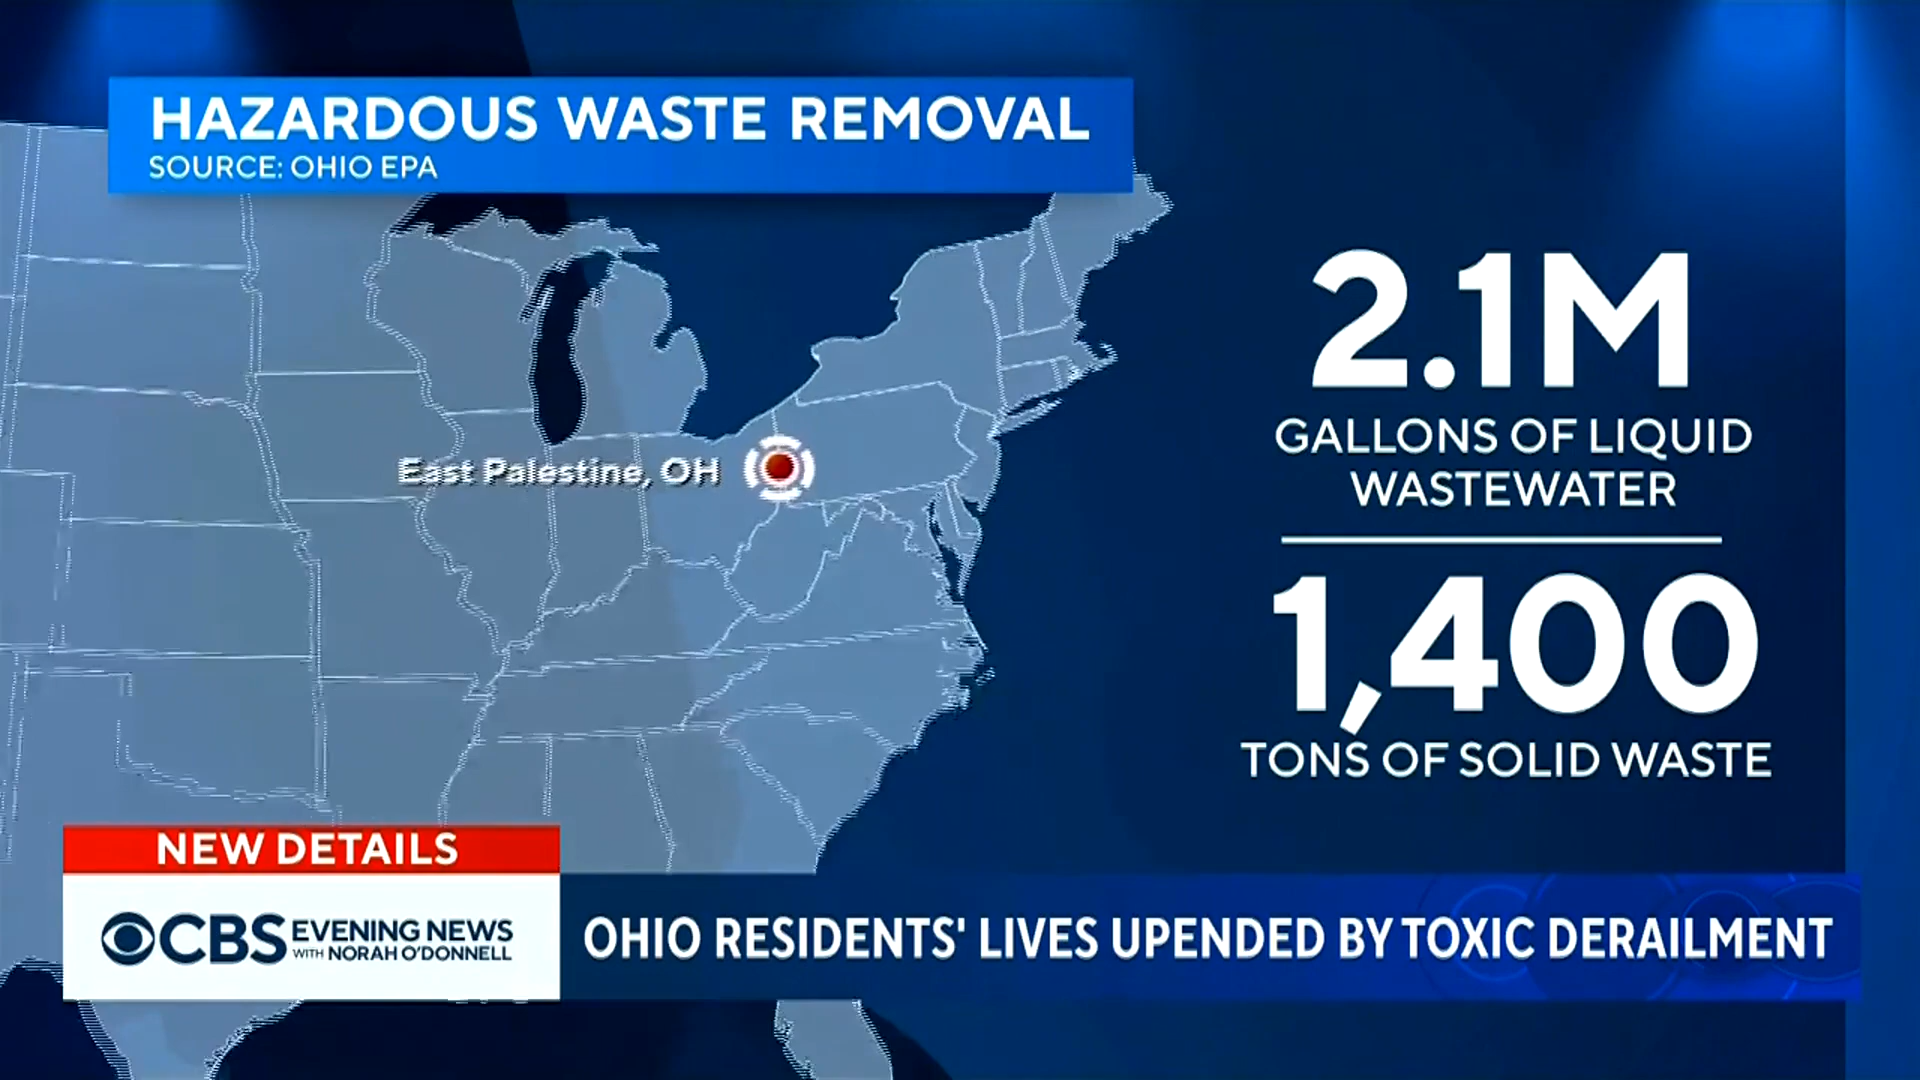 HAZARDOUS WASTE REMOVAL
SOURCE: OHIO EPA
2.1M
GALLONS OF LIQUID
WASTEWATER
1,400
TONS OF SOLID WASTE
East Palestine, OH
NEW DETAILS
CBS EVENING NEWS
WITH NORAH O'DONNELL
OHIO RESIDENTS' LIVES UPENDED BY TOXIC DERAILMENT